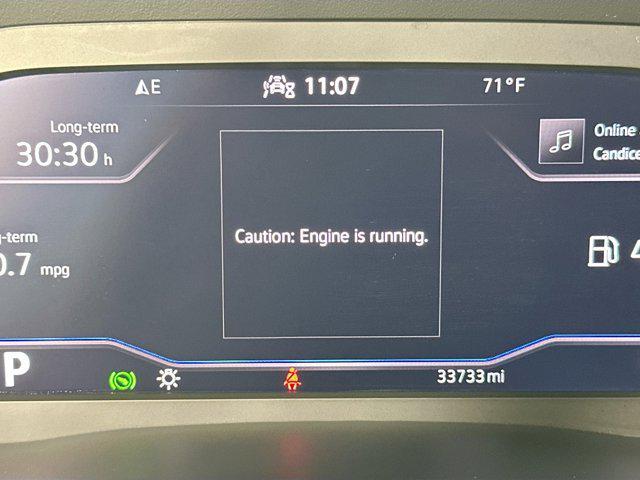 E 11:07 71°F
Long-term
30:30 h
Online
Candice
Caution: Engine is running.
-term
0.7 mpg
4
P
33733 mi